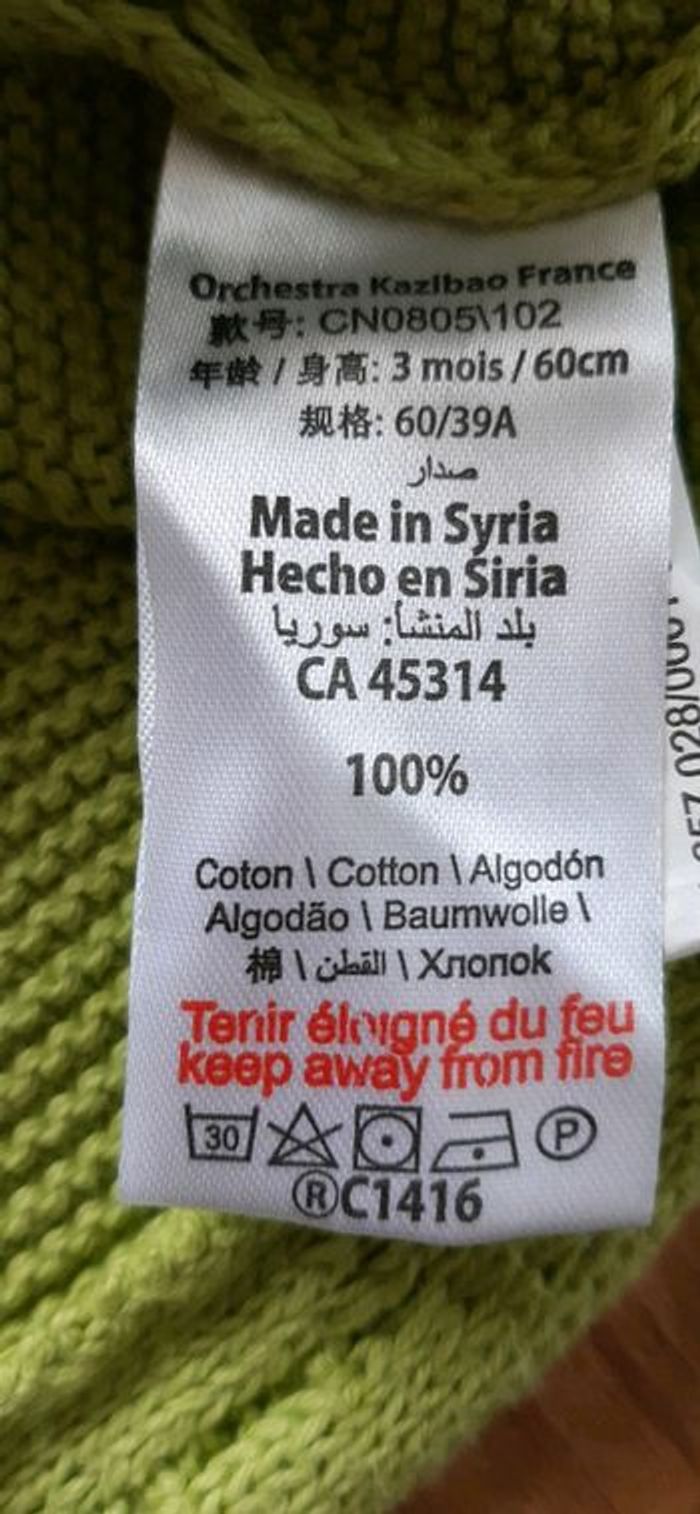 Orchestra Kazibao France
款号: CN0805\102
年龄 / 身高: 3 mois / 60cm
规格: 60/39A
صدار
Made in Syria
Hecho en Siria
بلد المنشأ: سوريا
CA 45314
100%
Coton \ Cotton \ Algodón
Algodão \ Baumwolle \
棉 \ القطن \ Хлопок
Tenir éloigné du feu
keep away from fire
30 P
®C1416